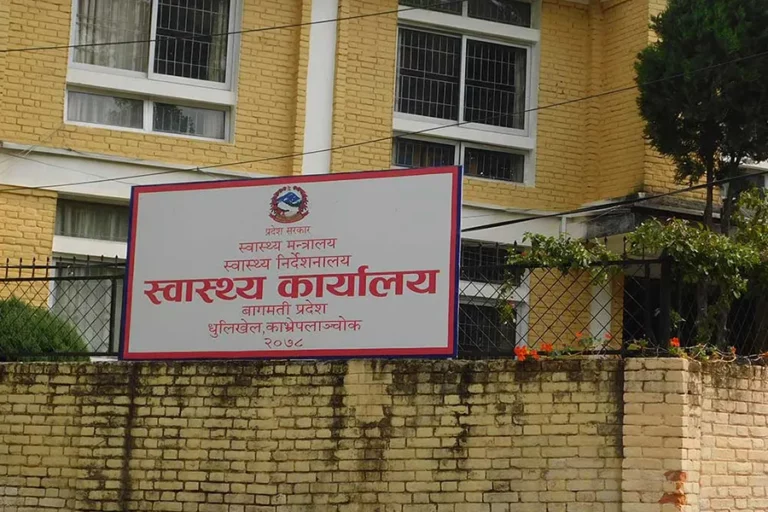 प्रदेश सरकार
स्वास्थ्य मन्त्रालय
स्वास्थ्य निर्देशनालय
स्वास्थ्य कार्यालय
बागमती प्रदेश
धुलिखेल,काभ्रेपलाञ्चोक
२०७८